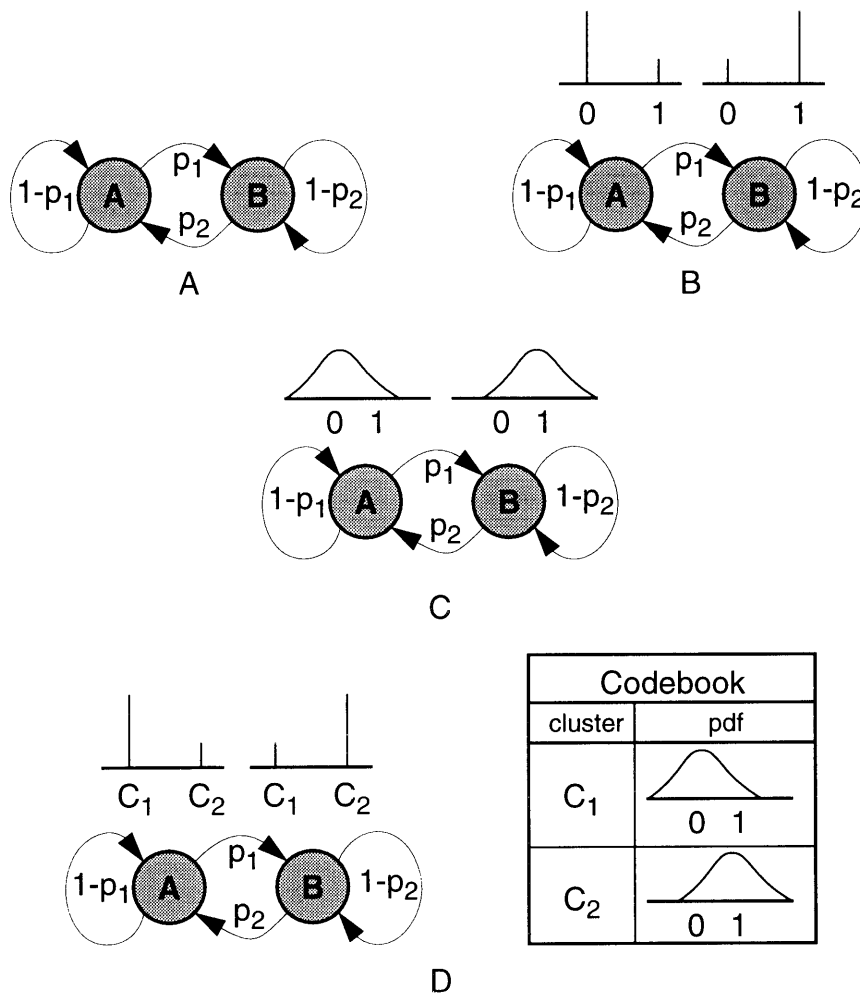 0 1 0 1
1-p1 A p1 B 1-p2
p2
A
1-p1 A p1 B 1-p2
p2
B
0 1 0 1
1-p1 A p1 B 1-p2
p2
C
C1 C2 C1 C2
1-p1 A p1 B 1-p2
p2
Codebook
cluster pdf
C1
0 1
C2
0 1
D